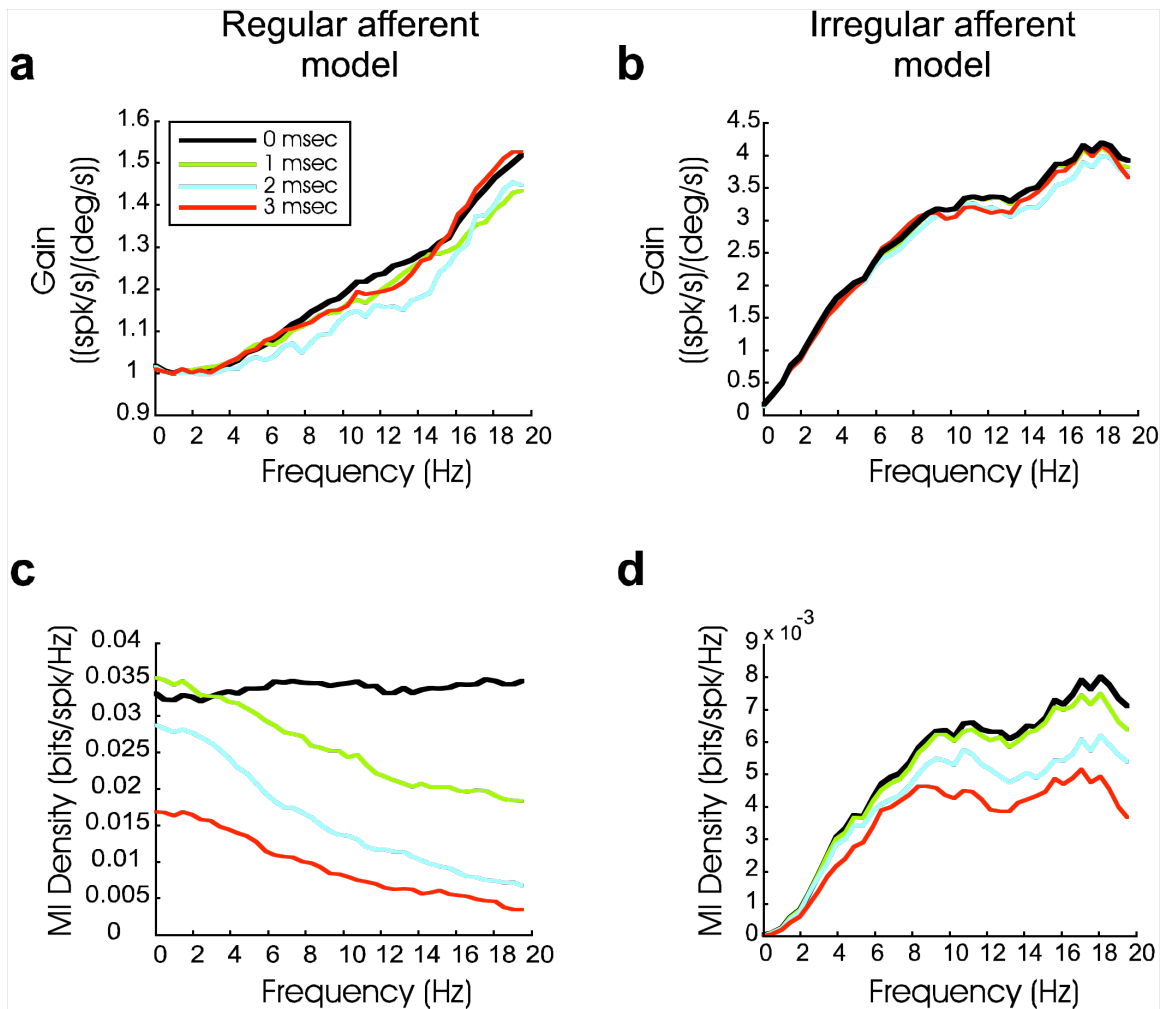 Regular afferent
model
Irregular afferent
model
a
Gain
((spk/s)/(deg/s))
1.6
1.5
1.4
1.3
1.2
1.1
1
0.9
0 msec
1 msec
2 msec
3 msec
0 2 4 6 8 10 12 14 16 18 20
Frequency (Hz)
b
Gain
((spk/s)/(deg/s))
4.5
4
3.5
3
2.5
2
1.5
1
0.5
0
0 2 4 6 8 10 12 14 16 18 20
Frequency (Hz)
c
MI Density (bits/spk/Hz)
0.04
0.035
0.03
0.025
0.02
0.015
0.01
0.005
0
0 2 4 6 8 10 12 14 16 18 20
Frequency (Hz)
d
MI Density (bits/spk/Hz)
x 10-3
9
8
7
6
5
4
3
2
1
0
0 2 4 6 8 10 12 14 16 18 20
Frequency (Hz)